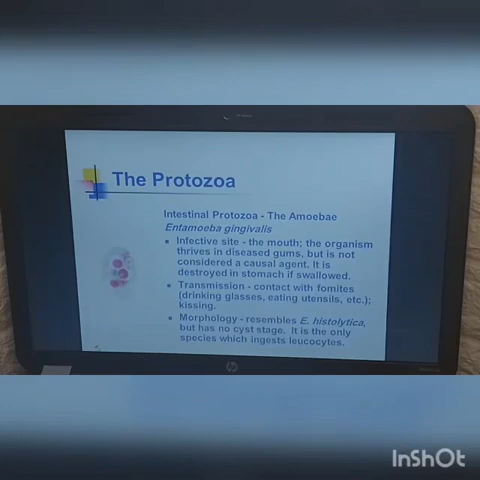 The Protozoa
Intestinal Protozoa - The Amoebae
Entamoeba gingivalis
Infective site - the mouth; the organism
thrives in diseased gums, but is not
considered a causal agent. It is
destroyed in stomach if swallowed.
Transmission - contact with fomites
(drinking glasses, eating utensils, etc.);
kissing.
Morphology - resembles E. histolytica,
but has no cyst stage. It is the only
species which ingests leucocytes.
hp
InShOt